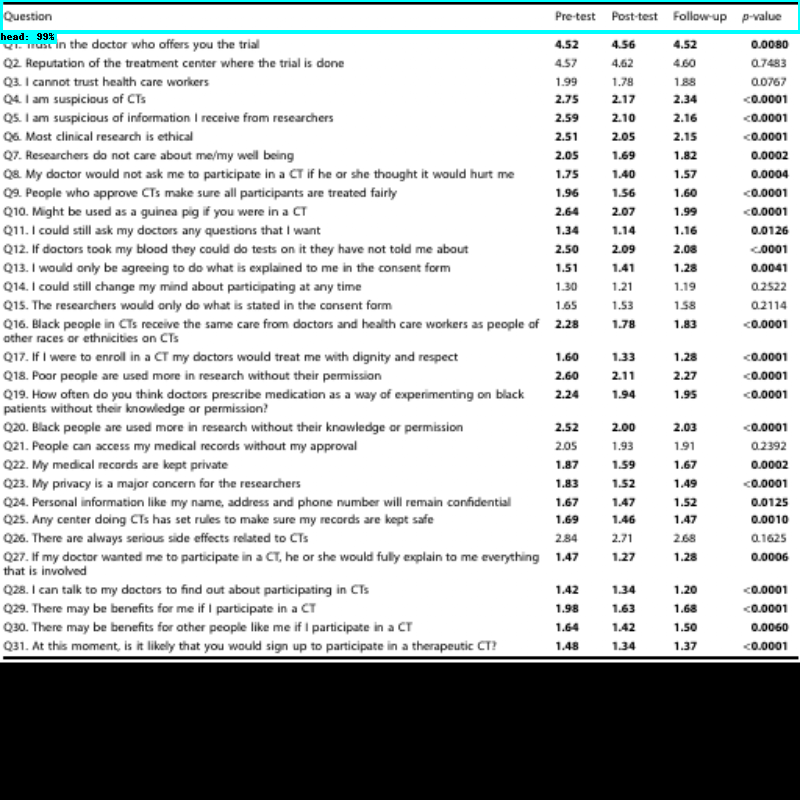 Question Pre-test Post-test Follow-up p-value
head: 99%
Q1. Trust in the doctor who offers you the trial 4.52 4.56 4.52 0.0080
Q2. Reputation of the treatment center where the trial is done 4.57 4.62 4.60 0.7483
Q3. I cannot trust health care workers 1.99 1.78 1.88 0.0767
Q4. I am suspicious of CTs 2.75 2.17 2.34 <0.0001
Q5. I am suspicious of information I receive from researchers 2.59 2.10 2.16 <0.0001
Q6. Most clinical research is ethical 2.51 2.05 2.15 <0.0001
Q7. Researchers do not care about me/my well being 2.05 1.69 1.82 0.0002
Q8. My doctor would not ask me to participate in a CT if he or she thought it would hurt me 1.75 1.40 1.57 0.0004
Q9. People who approve CTs make sure all participants are treated fairly 1.96 1.56 1.60 <0.0001
Q10. Might be used as a guinea pig if you were in a CT 2.64 2.07 1.99 <0.0001
Q11. I could still ask my doctors any questions that I want 1.34 1.14 1.16 0.0126
Q12. If doctors took my blood they could do tests on it they have not told me about 2.50 2.09 2.08 <.0001
Q13. I would only be agreeing to do what is explained to me in the consent form 1.51 1.41 1.28 0.0041
Q14. I could still change my mind about participating at any time 1.30 1.21 1.19 0.2522
Q15. The researchers would only do what is stated in the consent form 1.65 1.53 1.58 0.2114
Q16. Black people in CTs receive the same care from doctors and health care workers as people of 2.28 1.78 1.83 <0.0001
other races or ethnicities on CTs
Q17. If I were to enroll in a CT my doctors would treat me with dignity and respect 1.60 1.33 1.28 <0.0001
Q18. Poor people are used more in research without their permission 2.60 2.11 2.27 <0.0001
Q19. How often do you think doctors prescribe medication as a way of experimenting on black 2.24 1.94 1.95 <0.0001
patients without their knowledge or permission?
Q20. Black people are used more in research without their knowledge or permission 2.52 2.00 2.03 <0.0001
Q21. People can access my medical records without my approval 2.05 1.93 1.91 0.2392
Q22. My medical records are kept private 1.87 1.59 1.67 0.0002
Q23. My privacy is a major concern for the researchers 1.83 1.52 1.49 <0.0001
Q24. Personal information like my name, address and phone number will remain confidential 1.67 1.47 1.52 0.0125
Q25. Any center doing CTs has set rules to make sure my records are kept safe 1.69 1.46 1.47 0.0010
Q26. There are always serious side effects related to CTs 2.84 2.71 2.68 0.1625
Q27. If my doctor wanted me to participate in a CT, he or she would fully explain to me everything 1.47 1.27 1.28 0.0006
that is involved
Q28. I can talk to my doctors to find out about participating in CTs 1.42 1.34 1.20 <0.0001
Q29. There may be benefits for me if I participate in a CT 1.98 1.63 1.68 <0.0001
Q30. There may be benefits for other people like me if I participate in a CT 1.64 1.42 1.50 0.0060
Q31. At this moment, is it likely that you would sign up to participate in a therapeutic CT? 1.48 1.34 1.37 <0.0001